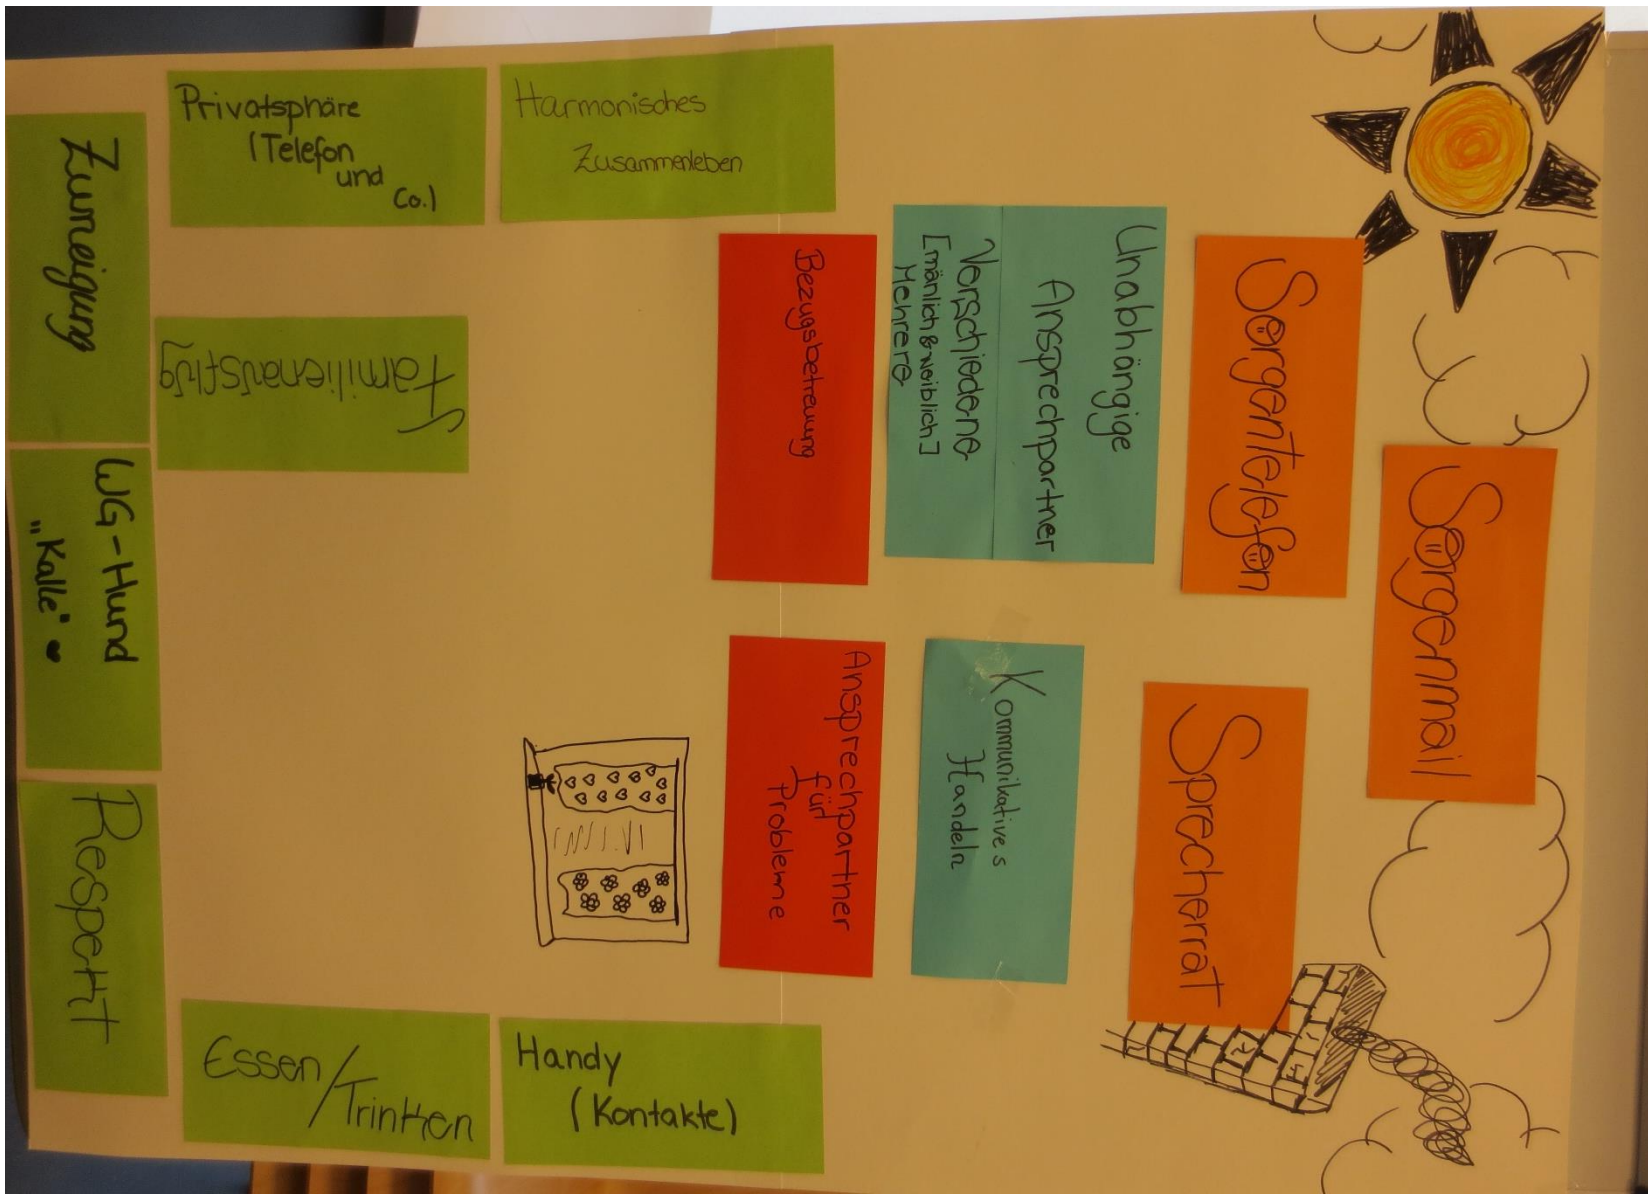 Sorgenmail
Sorgentelefon
Sprecherrat
Unabhängige
Ansprechpartner
Verschiedene
[mänlich & weiblich]
Mehrere
Kommunikatives
Handeln
Bezugsbetreuung
Ansprechpartner
für
Probleme
Harmonisches
Zusammenleben
Handy
(Kontakte)
Privatsphäre
(Telefon
und
Co.)
Familienausflug
Essen/Trinken
Zuneigung
WG-Hund
„Kalle“ ♥
Respekt